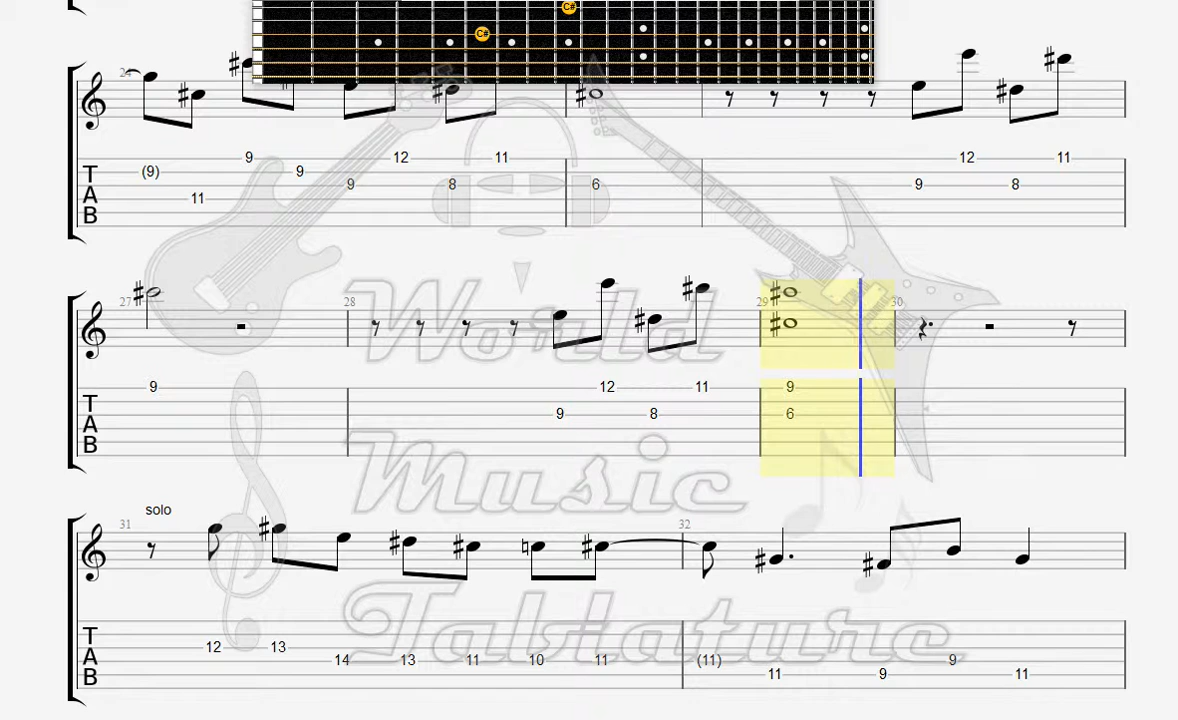 C#
C#
24
9 12 11
(9) 9
T 9 8 6 9 12 8 11
A 11
B
27 28 29 30
9 12 11 9
T 9 8 6
A
B
World
Music
Tablature
31 solo 32
T 12 13
A 14 13 11 10 11 (11) 9
B 11 9 11